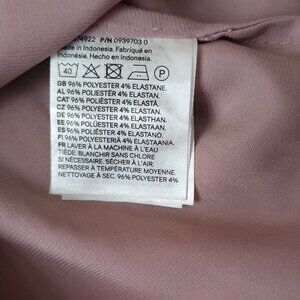 P/N 0939703 0
Made in Indonesia. Fabriqué en
Indonésie. Hecho en Indonesia.
40 P
GB 96% POLYESTER 4% ELASTANE.
AL 96% POLIESTËR 4% ELASTAN.
CAT 96% POLIÈSTER 4% ELASTÀ.
CZ 96% POLYESTER 4% ELASTAN.
DE 96% POLYESTER 4% ELASTHAN.
EE 96% POLÜESTER 4% ELASTAAN.
ES 96% POLIÉSTER 4% ELASTANO.
FI 96% POLYESTERIA 4% ELASTAANIA.
FR LAVER À LA MACHINE À L'EAU
TIÈDE. BLANCHIR SANS CHLORE
SI NÉCESSAIRE. SÉCHER À L'AIR.
REPASSER À TEMPÉRATURE MOYENNE.
NETTOYAGE À SEC. 96% POLYESTER 4%